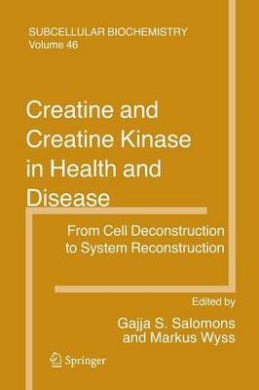 SUBCELLULAR BIOCHEMISTRY
Volume 46
Creatine and
Creatine Kinase
in Health and
Disease
From Cell Deconstruction
to System Reconstruction
Edited by
Gajja S. Salomons
and Markus Wyss
Springer